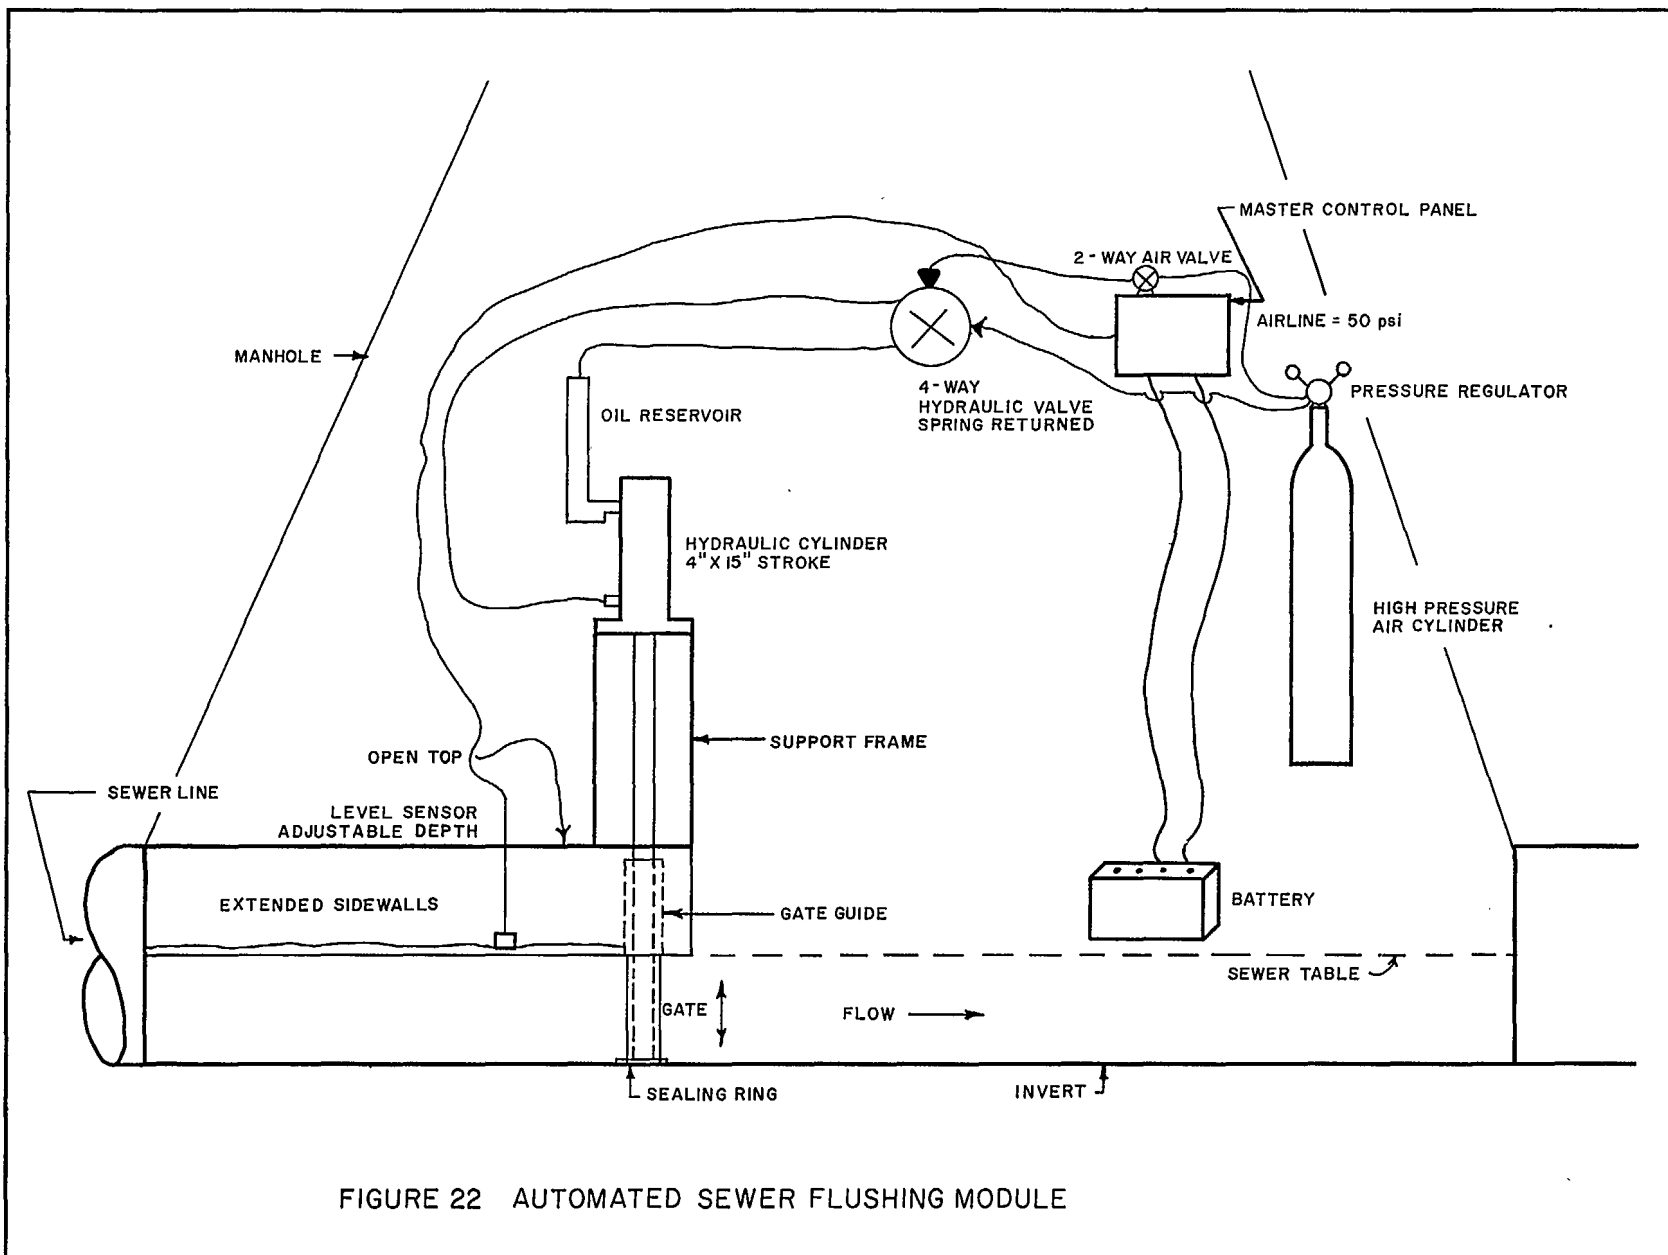 MASTER CONTROL PANEL
2-WAY AIR VALVE
AIRLINE = 50 psi
MANHOLE
4-WAY
HYDRAULIC VALVE
SPRING RETURNED
PRESSURE REGULATOR
OIL RESERVOIR
HYDRAULIC CYLINDER
4" X 15" STROKE
HIGH PRESSURE
AIR CYLINDER
SUPPORT FRAME
OPEN TOP
SEWER LINE
LEVEL SENSOR
ADJUSTABLE DEPTH
EXTENDED SIDEWALLS
GATE GUIDE
BATTERY
SEWER TABLE
GATE
FLOW
SEALING RING
INVERT
FIGURE 22 AUTOMATED SEWER FLUSHING MODULE